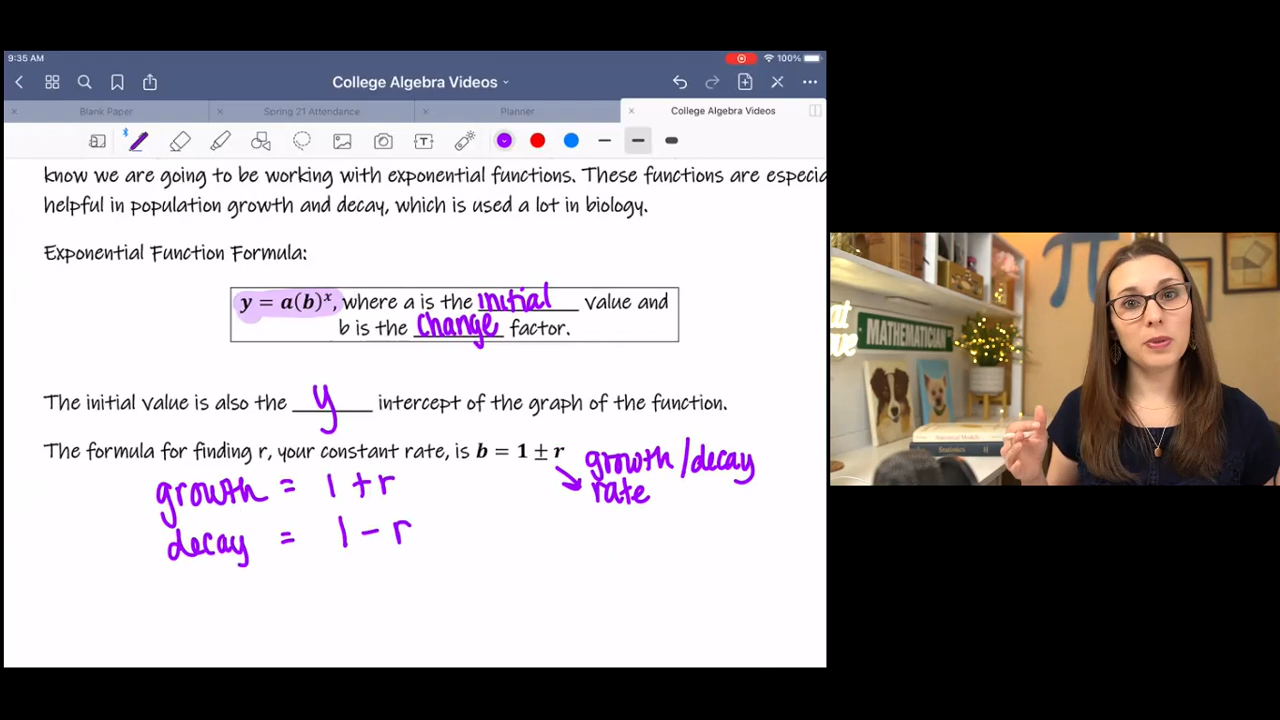 9:35 AM
100%
College Algebra Videos
Blank Paper
Spring 21 Attendance
Planner
College Algebra Videos
know we are going to be working with exponential functions. These functions are especia
helpful in population growth and decay, which is used a lot in biology.
Exponential Function Formula:
y = a(b)ˣ, where a is the initial value and
b is the change factor.
The initial value is also the y intercept of the graph of the function.
The formula for finding r, your constant rate, is b = 1 ± r
growth/decay
rate
growth = 1 + r
decay = 1 - r
MATHEMATICIAN
Statistics